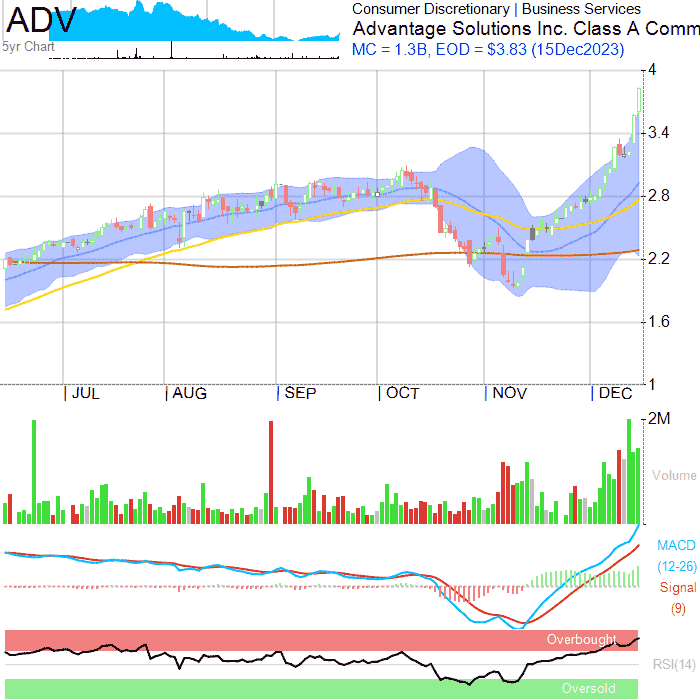 ADV
5yr Chart
Consumer Discretionary | Business Services
Advantage Solutions Inc. Class A Comm
MC = 1.3B, EOD = $3.83 (15Dec2023)
4
3.4
2.8
2.2
1.6
1
JUL AUG SEP OCT NOV DEC
2M
Volume
MACD
(12-26)
Signal
(9)
Overbought
RSI(14)
Oversold